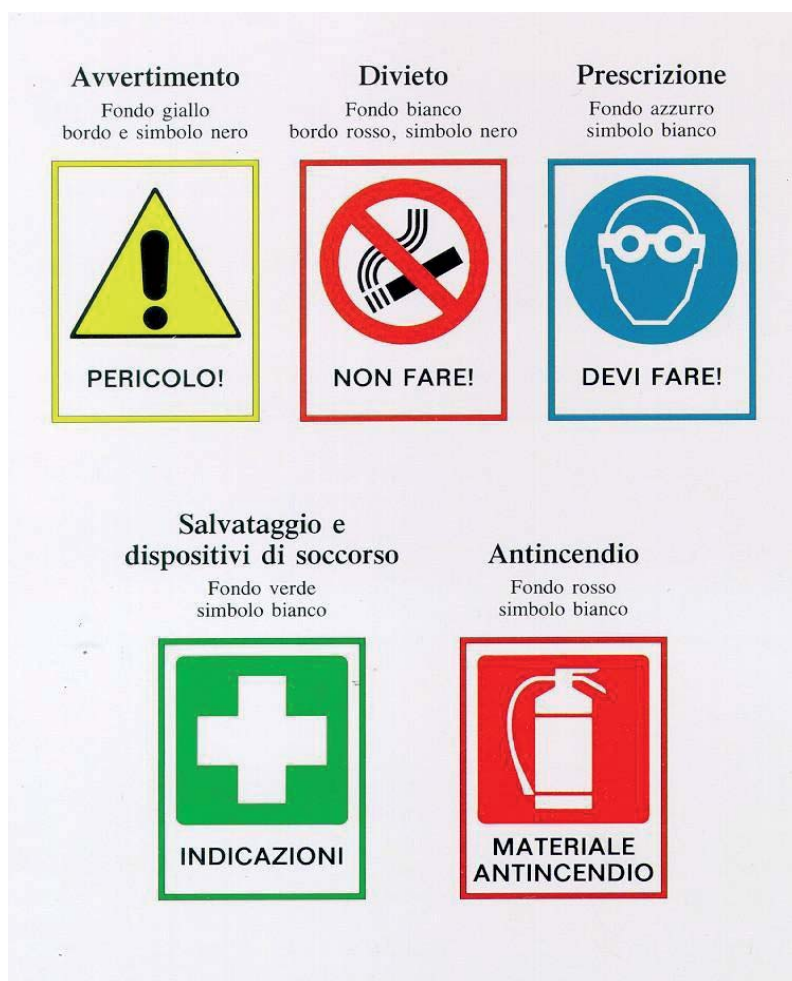 Avvertimento
Fondo giallo
bordo e simbolo nero
PERICOLO!
Divieto
Fondo bianco
bordo rosso, simbolo nero
NON FARE!
Prescrizione
Fondo azzurro
simbolo bianco
DEVI FARE!
Salvataggio e
dispositivi di soccorso
Fondo verde
simbolo bianco
INDICAZIONI
Antincendio
Fondo rosso
simbolo bianco
MATERIALE
ANTINCENDIO